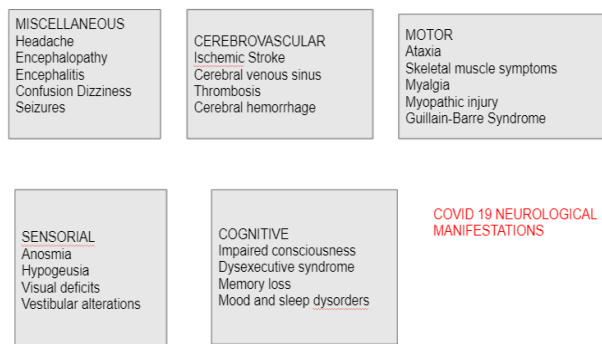 MISCELLANEOUS
Headache
Encephalopathy
Encephalitis
Confusion Dizziness
Seizures
CEREBROVASCULAR
Ischemic Stroke
Cerebral venous sinus
Thrombosis
Cerebral hemorrhage
MOTOR
Ataxia
Skeletal muscle symptoms
Myalgia
Myopathic injury
Guillain-Barre Syndrome
SENSORIAL
Anosmia
Hypogeusia
Visual deficits
Vestibular alterations
COGNITIVE
Impaired consciousness
Dysexecutive syndrome
Memory loss
Mood and sleep dysorders
COVID 19 NEUROLOGICAL
MANIFESTATIONS